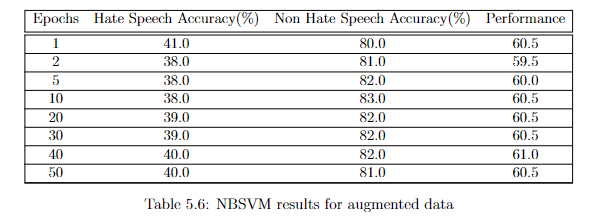 Epochs Hate Speech Accuracy(%) Non Hate Speech Accuracy(%) Performance
1 41.0 80.0 60.5
2 38.0 81.0 59.5
5 38.0 82.0 60.0
10 38.0 83.0 60.5
20 39.0 82.0 60.5
30 39.0 82.0 60.5
40 40.0 82.0 61.0
50 40.0 81.0 60.5
Table 5.6: NBSVM results for augmented data